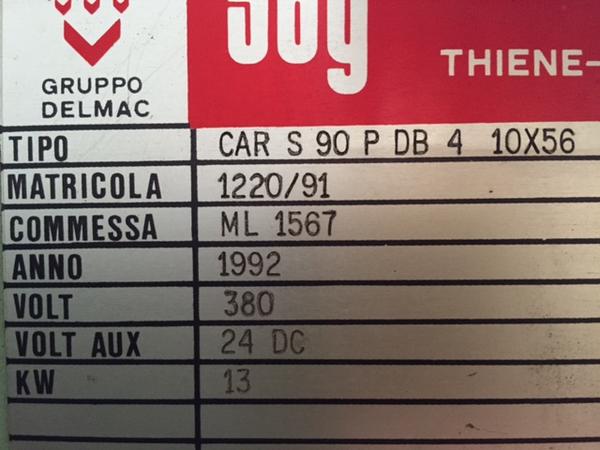 THIENE-
GRUPPO
DELMAC
TIPO CAR S 90 P DB 4 10X56
MATRICOLA 1220/91
COMMESSA ML 1567
ANNO 1992
VOLT 380
VOLT AUX 24 DC
KW 13